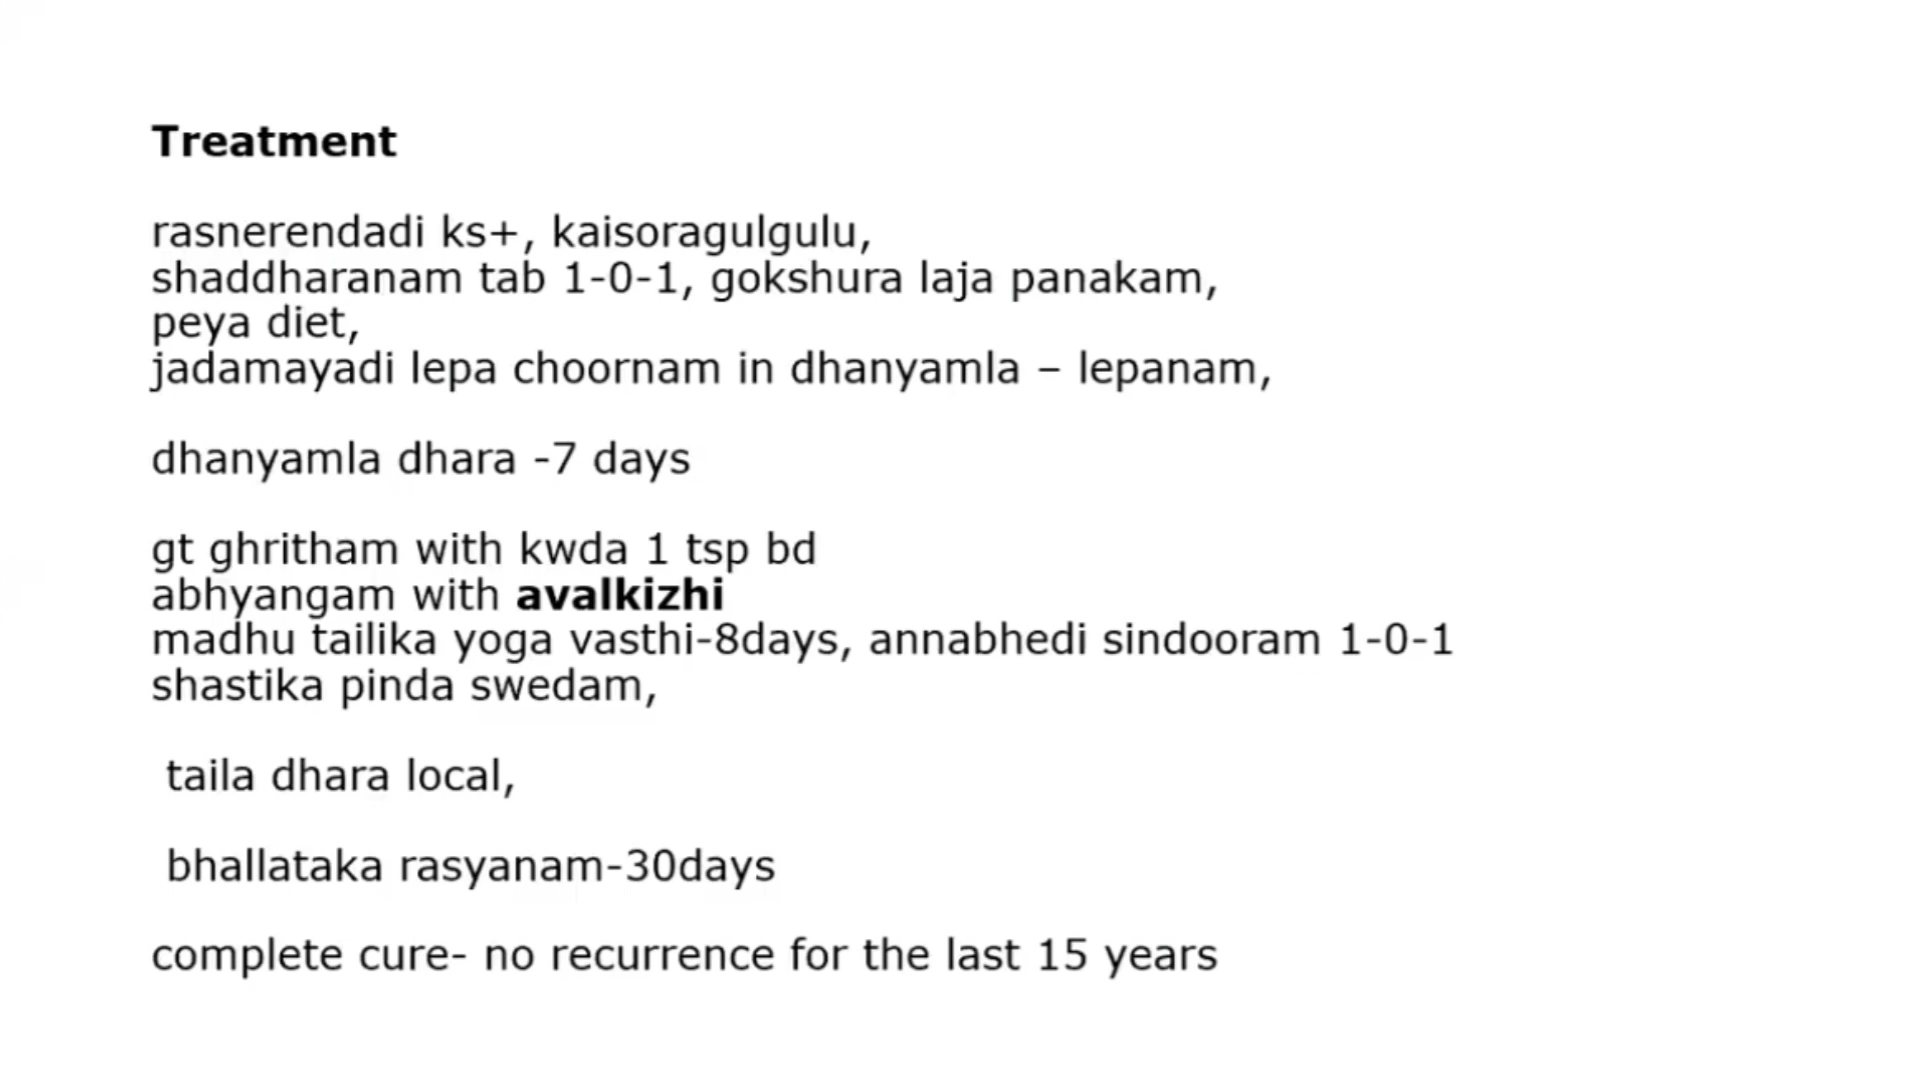 Treatment
rasnerendadi ks+, kaisoragulgulu,
shaddharanam tab 1-0-1, gokshura laja panakam,
peya diet,
jadamayadi lepa choornam in dhanyamla – lepanam,
dhanyamla dhara -7 days
gt ghritham with kwda 1 tsp bd
abhyangam with avalkizhi
madhu tailika yoga vasthi-8days, annabhedi sindooram 1-0-1
shastika pinda swedam,
taila dhara local,
bhallataka rasyanam-30days
complete cure- no recurrence for the last 15 years